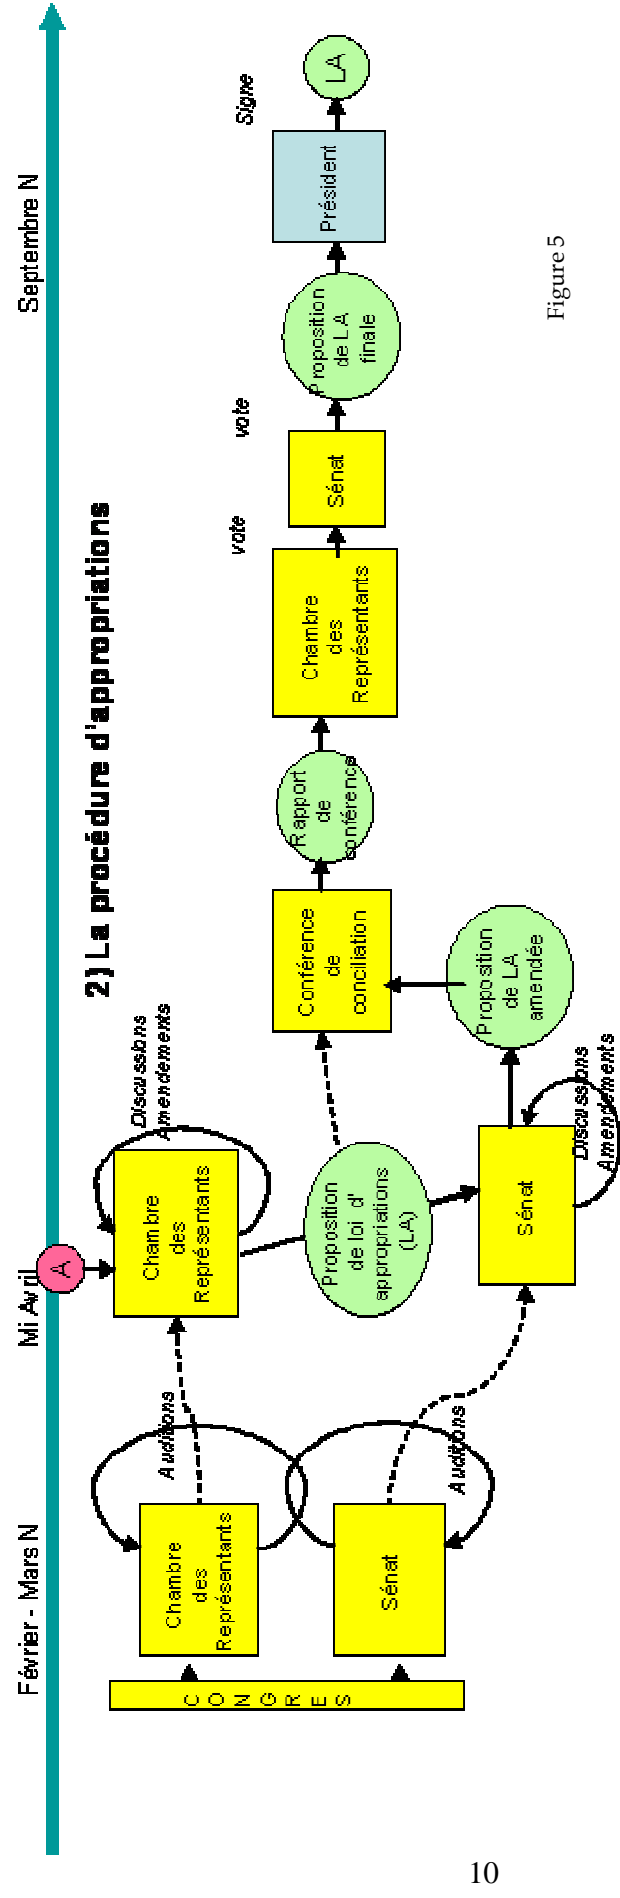 Février - Mars N
Mi Avril
Septembre N
A
2) La procédure d'appropriations
CONGRES
Chambre
des
Représentants
Sénat
Auditions
Auditions
Chambre
des
Représentants
Discussions
Amendements
Proposition
de loi d'
appropriations
(LA)
Sénat
Discussions
Amendements
Proposition
de LA
amendée
Conférence
de
conciliation
Rapport
de
conférence
Chambre
des
Représentants
vote
Sénat
vote
Proposition
de LA
finale
Président
Signe
LA
Figure 5
10